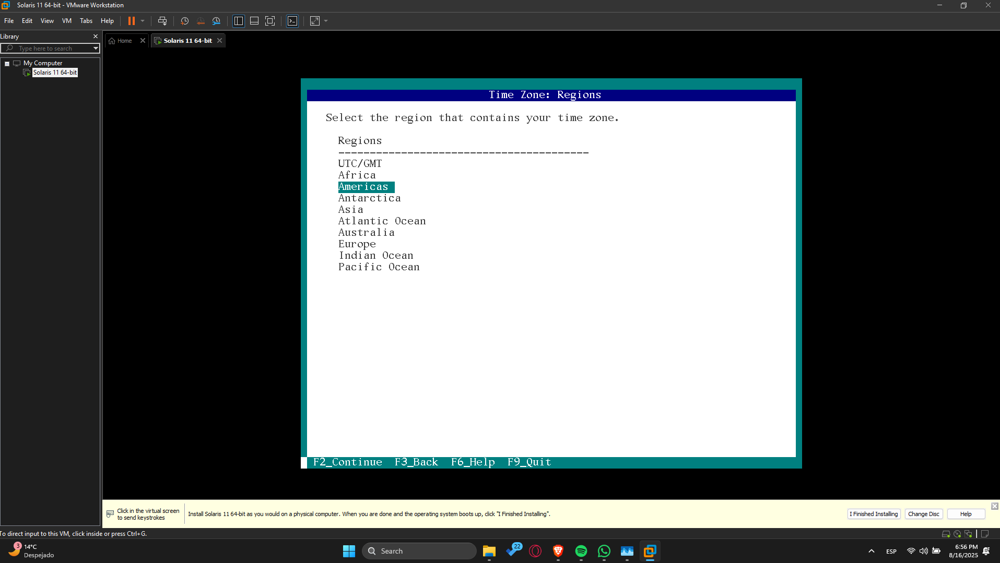 Solaris 11 64-bit - VMware Workstation
File Edit View VM Tabs Help
Library
Type here to search
My Computer
Solaris 11 64-bit
Home
Solaris 11 64-bit
Time Zone: Regions
Select the region that contains your time zone.
Regions
----------------------------------------
UTC/GMT
Africa
Americas
Antarctica
Asia
Atlantic Ocean
Australia
Europe
Indian Ocean
Pacific Ocean
F2_Continue F3_Back F6_Help F9_Quit
Click in the virtual screen
to send keystrokes
Install Solaris 11 64-bit as you would on a physical computer. When you are done and the operating system boots up, click "I Finished Installing".
I Finished Installing
Change Disc
Help
To direct input to this VM, click inside or press Ctrl+G.
3
14°C
Despejado
Search
22
ESP
6:56 PM
8/16/2025